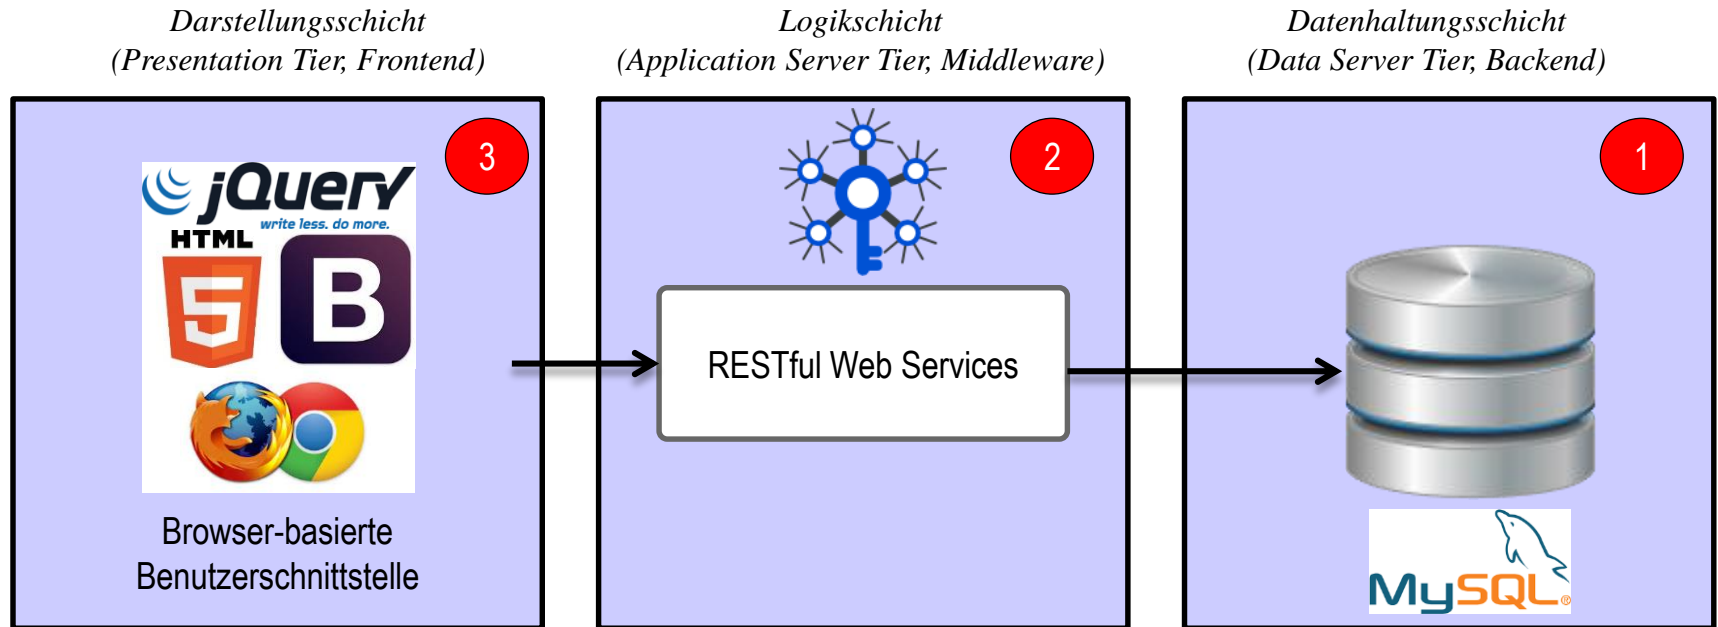 Darstellungsschicht
(Presentation Tier, Frontend)
3
jQuery
write less. do more.
HTML
5
B
Browser-basierte
Benutzerschnittstelle
Logikschicht
(Application Server Tier, Middleware)
2
RESTful Web Services
Datenhaltungsschicht
(Data Server Tier, Backend)
1
MySQL®